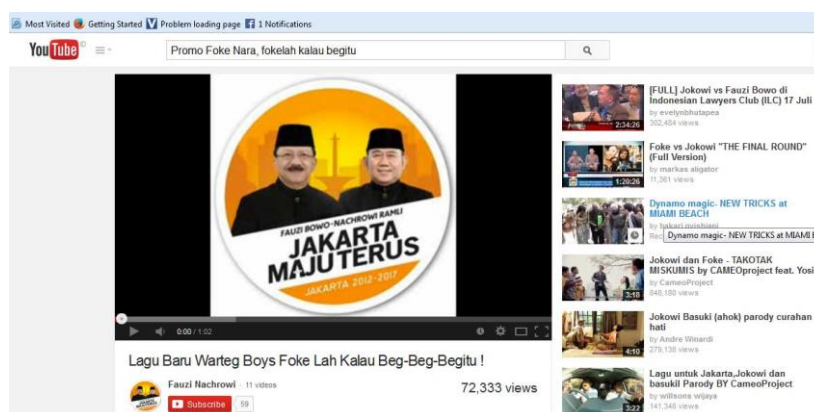 Most Visited Getting Started Problem loading page 1 Notifications
YouTube ID
Promo Foke Nara, fokelah kalau begitu
FAUZI BOWO-NACHROWI RAMLI
JAKARTA
MAJU TERUS
JAKARTA 2012-2017
0:00 / 1:02
Lagu Baru Warteg Boys Foke Lah Kalau Beg-Beg-Begitu !
Fauzi Nachrowi · 11 videos
Subscribe 59
72,333 views
[FULL] Jokowi vs Fauzi Bowo di
Indonesian Lawyers Club (ILC) 17 Juli
by evelynbhutapea
302,484 views
2:34:26
Foke vs Jokowi "THE FINAL ROUND"
(Full Version)
by markas aligator
11,361 views
1:20:26
Dynamo magic- NEW TRICKS at
MIAMI BEACH
by
Dynamo magic- NEW TRICKS at MIAMI
Jokowi dan Foke - TAKOTAK
MISKUMIS by CAMEOproject feat. Yosi
by CameoProject
848,180 views
3:18
Jokowi Basuki (ahok) parody curahan
hati
by Andre Winardi
279,138 views
4:10
Lagu untuk Jakarta,Jokowi dan
basukiI Parody BY CameoProject
by willsons wijaya
141,348 views
3:22